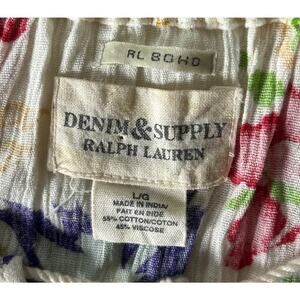 RL BOHO
DENIM & SUPPLY
RALPH LAUREN
L/G
MADE IN INDIA/
FAIT EN INDE
55% COTTON/COTON
45% VISCOSE